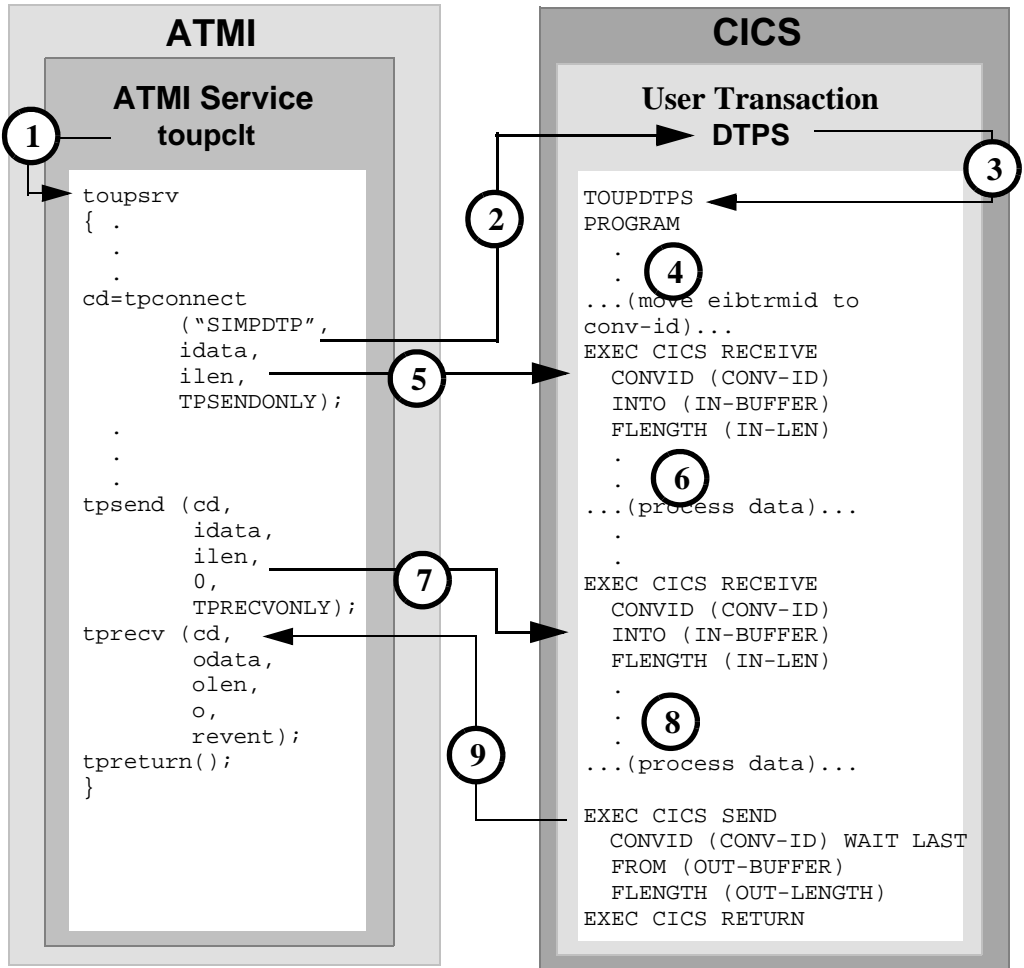 ATMI
ATMI Service
toupclt
1
toupsrv
{ .
.
.
cd=tpconnect
(“SIMPDTP”,
idata,
ilen,
TPSENDONLY);
.
.
.
tpsend (cd,
idata,
ilen,
0,
TPRECVONLY);
tprecv (cd,
odata,
olen,
o,
revent);
tpreturn();
}
2
5
7
9
CICS
User Transaction
DTPS
3
TOUPDTPS
PROGRAM
.
.
4
...(move eibtrmid to
conv-id)...
EXEC CICS RECEIVE
CONVID (CONV-ID)
INTO (IN-BUFFER)
FLENGTH (IN-LEN)
.
.
6
...(process data)...
.
.
EXEC CICS RECEIVE
CONVID (CONV-ID)
INTO (IN-BUFFER)
FLENGTH (IN-LEN)
.
.
.
8
...(process data)...
EXEC CICS SEND
CONVID (CONV-ID) WAIT LAST
FROM (OUT-BUFFER)
FLENGTH (OUT-LENGTH)
EXEC CICS RETURN